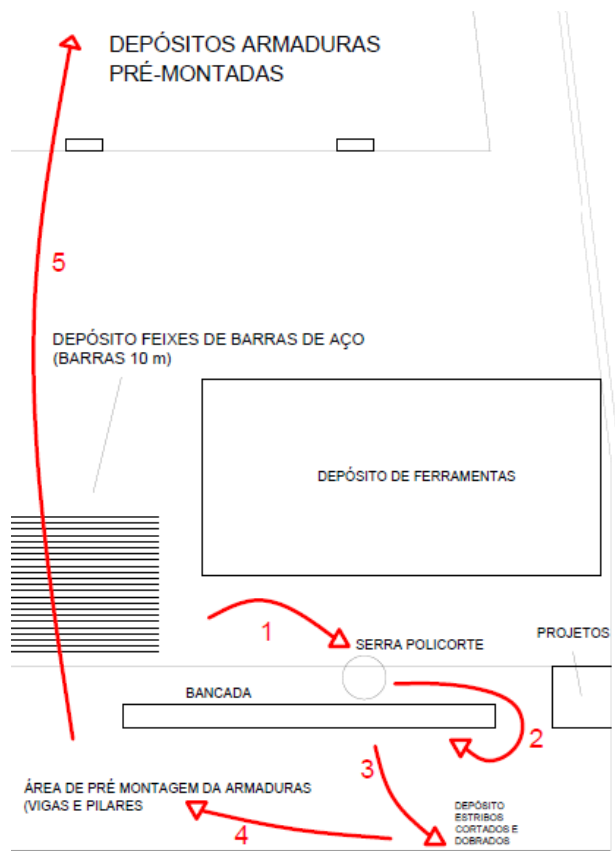 DEPÓSITOS ARMADURAS
PRÉ-MONTADAS
5
DEPÓSITO FEIXES DE BARRAS DE AÇO
(BARRAS 10 m)
DEPÓSITO DE FERRAMENTAS
1
SERRA POLICORTE
PROJETOS
BANCADA
2
3
ÁREA DE PRÉ MONTAGEM DA ARMADURAS
(VIGAS E PILARES
4
DEPÓSITO
ESTRIBOS
CORTADOS E
DOBRADOS